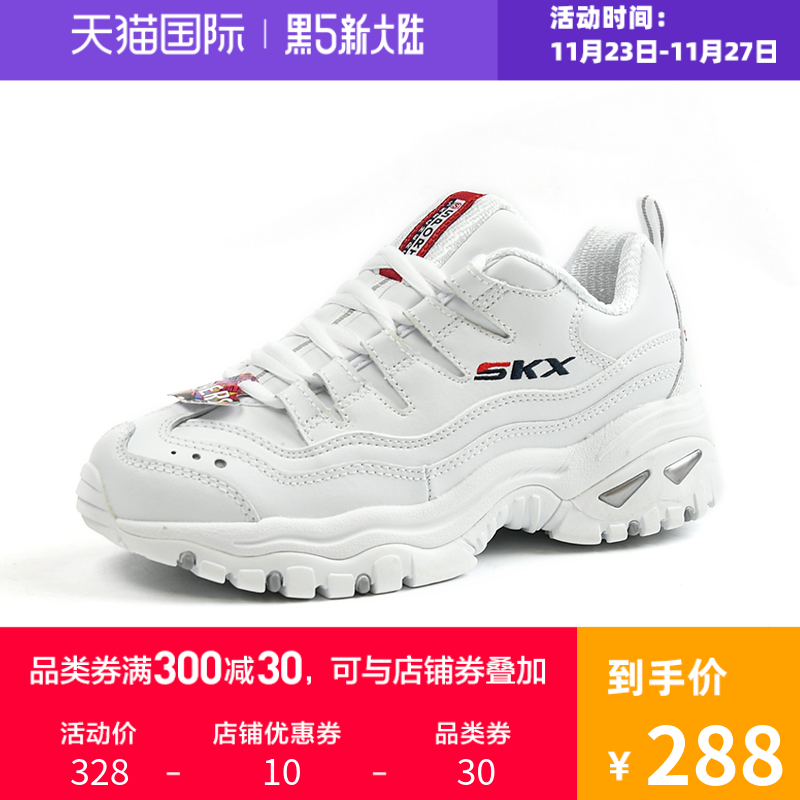 天猫国际 | 黑5新大陆
活动时间：
11月23日-11月27日
SKX
品类券满300减30，可与店铺券叠加
活动价 店铺优惠券 品类券
328 - 10 - 30
到手价
¥ 288